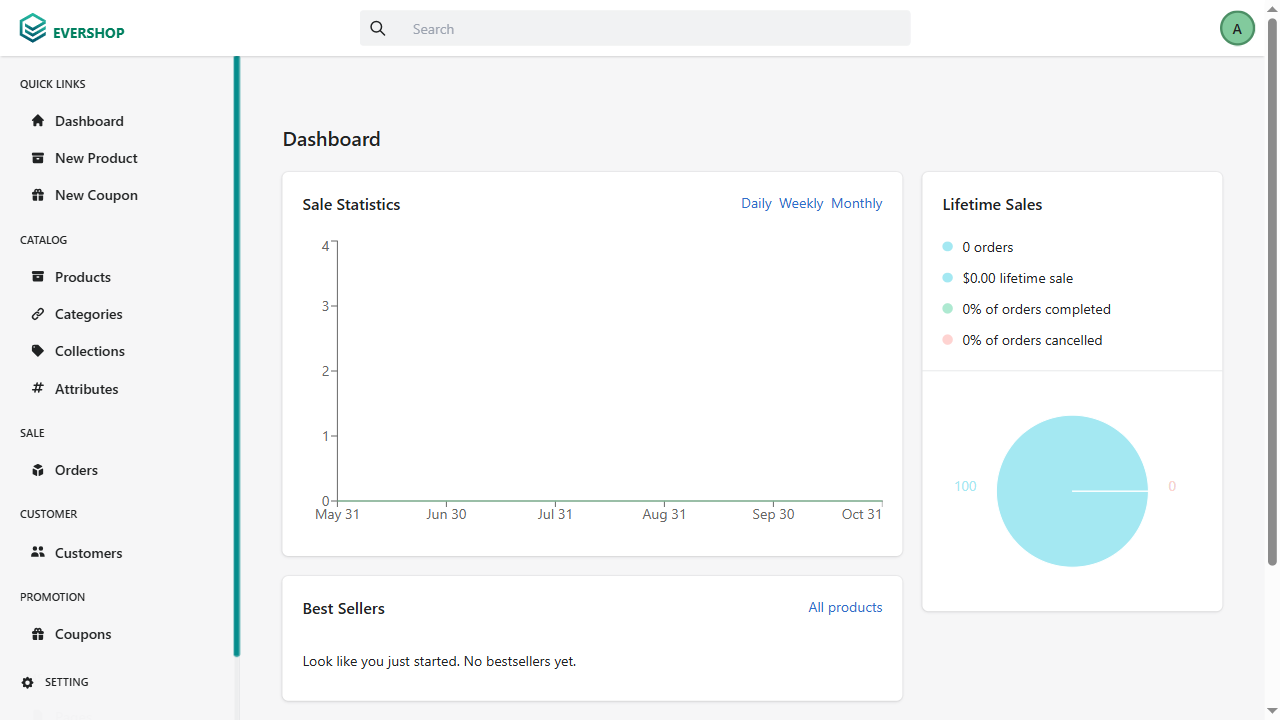 EVERSHOP
Search
A
QUICK LINKS
Dashboard
New Product
New Coupon
CATALOG
Products
Categories
Collections
Attributes
SALE
Orders
CUSTOMER
Customers
PROMOTION
Coupons
SETTING
Dashboard
Sale Statistics
Daily Weekly Monthly
4
3
2
1
0
May 31 Jun 30 Jul 31 Aug 31 Sep 30 Oct 31
Best Sellers
All products
Look like you just started. No bestsellers yet.
Lifetime Sales
0 orders
$0.00 lifetime sale
0% of orders completed
0% of orders cancelled
100 0